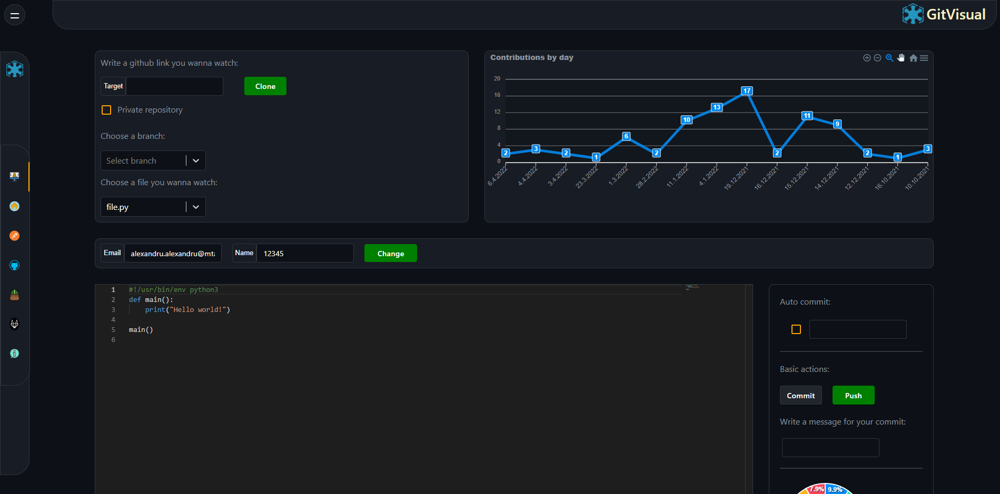 GitVisual
Write a github link you wanna watch:
Target
Clone
Private repository
Choose a branch:
Select branch
Choose a file you wanna watch:
file.py
Contributions by day
20
16
12
8
4
0
2
3
2
1
6
2
10
13
17
2
11
9
2
1
3
6.4.2022
4.4.2022
3.4.2022
23.3.2022
1.3.2022
28.2.2022
11.1.2022
4.1.2022
19.12.2021
16.12.2021
15.12.2021
14.12.2021
12.12.2021
16.10.2021
10.10.2021
Email
alexandru.alexandru@mta
Name
12345
Change
1 #!/usr/bin/env python3
2 def main():
3 print("Hello world!")
4
5 main()
6
Auto commit:
Basic actions:
Commit
Push
Write a message for your commit:
7.9%
9.9%